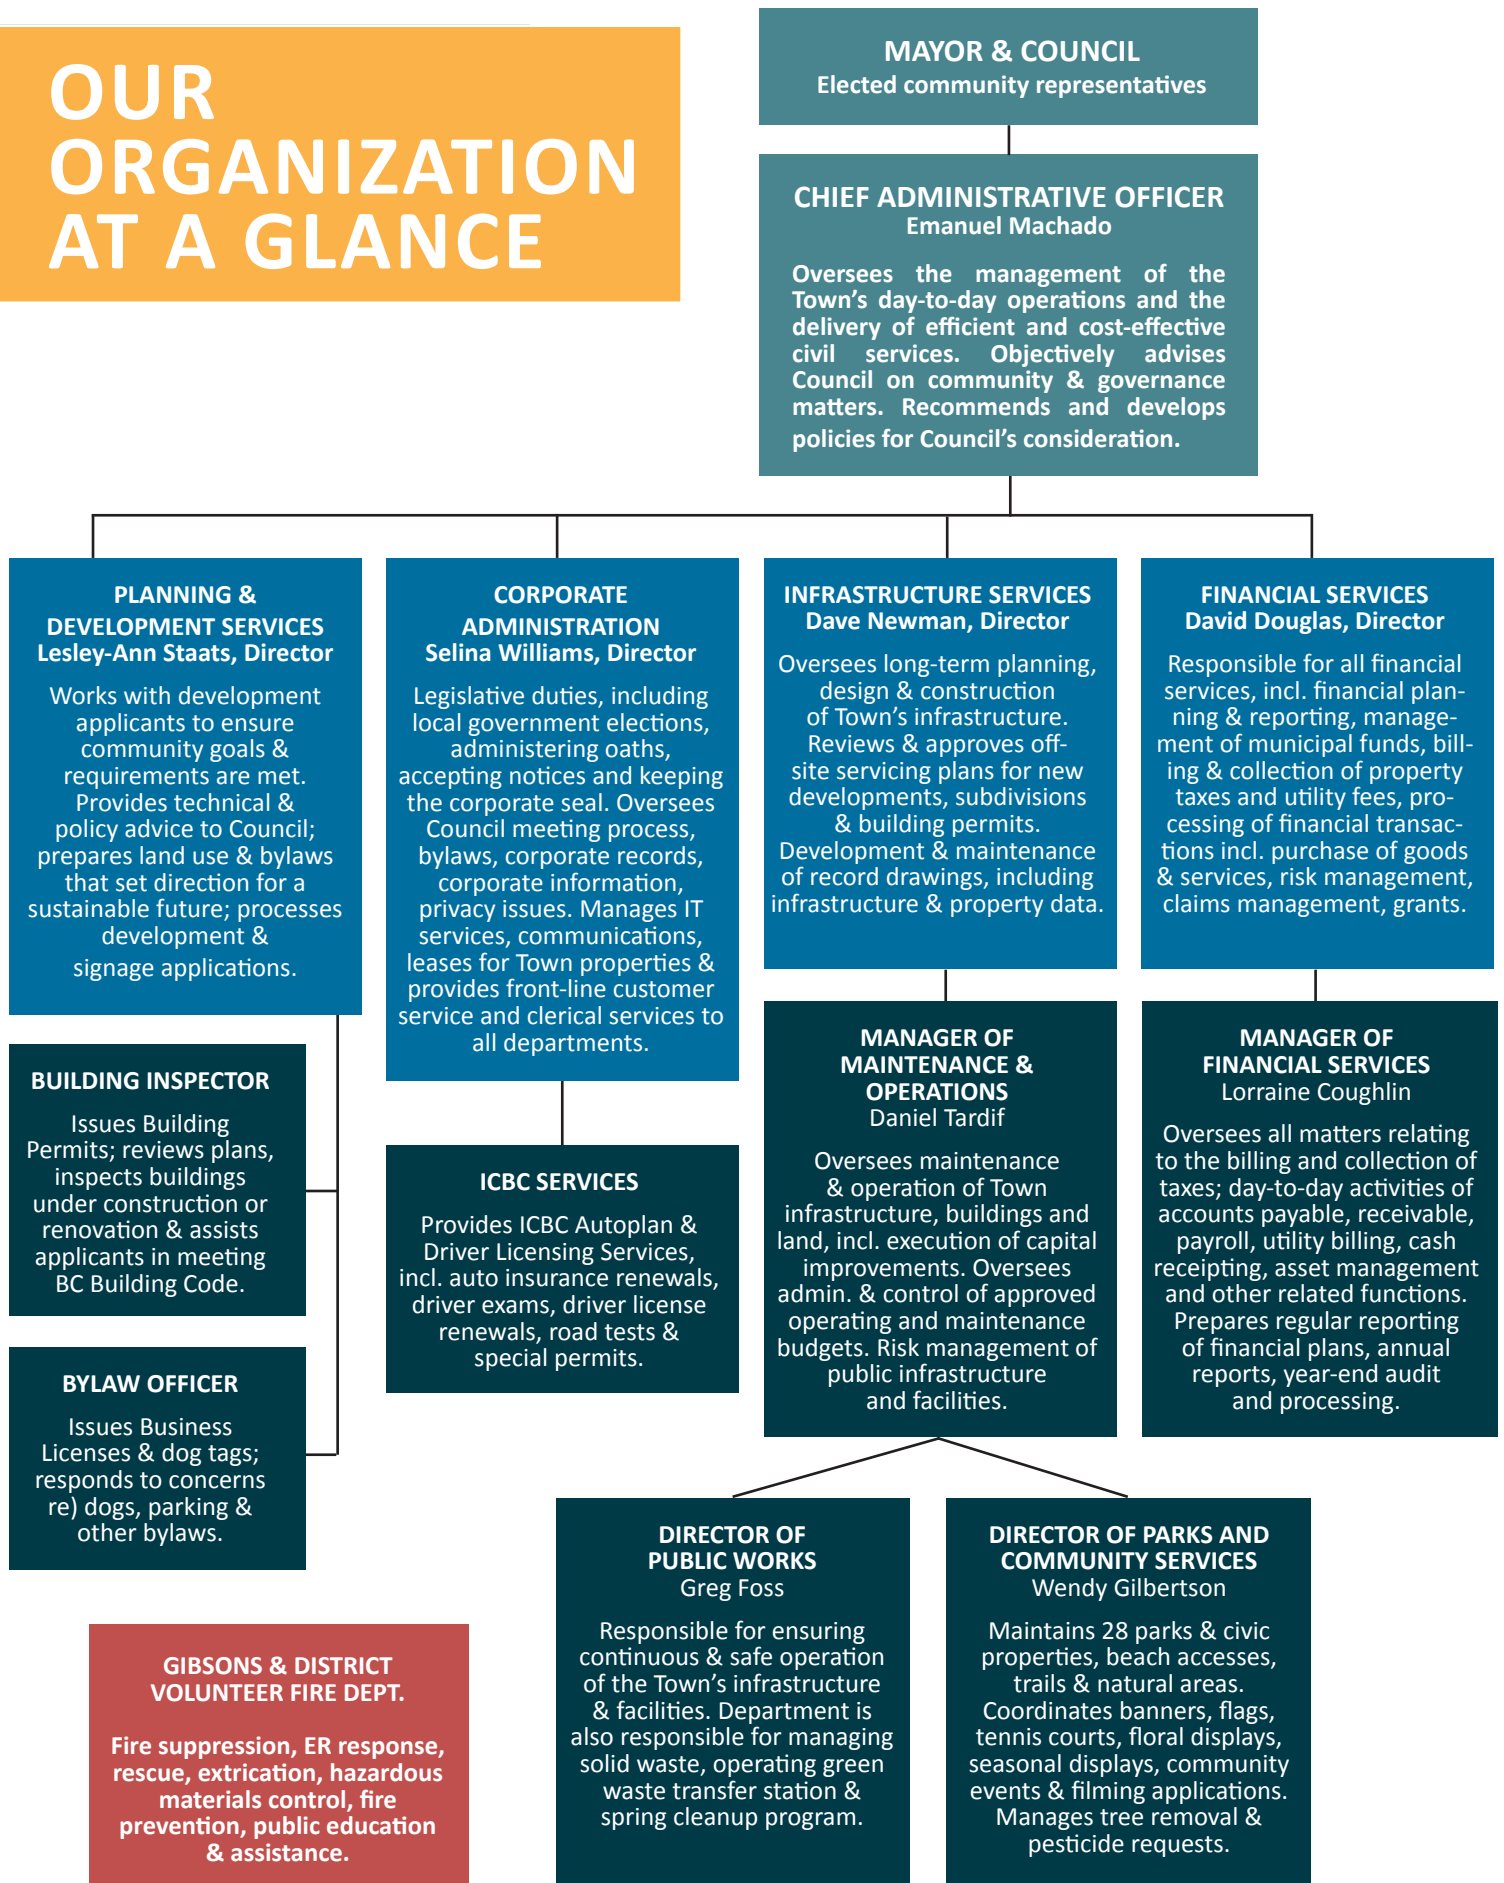 OUR
ORGANIZATION
AT A GLANCE
MAYOR & COUNCIL
Elected community representatives
CHIEF ADMINISTRATIVE OFFICER
Emanuel Machado
Oversees the management of the
Town’s day-to-day operations and the
delivery of efficient and cost-effective
civil services. Objectively advises
Council on community & governance
matters. Recommends and develops
policies for Council’s consideration.
PLANNING &
DEVELOPMENT SERVICES
Lesley-Ann Staats, Director
Works with development
applicants to ensure
community goals &
requirements are met.
Provides technical &
policy advice to Council;
prepares land use & bylaws
that set direction for a
sustainable future; processes
development &
signage applications.
CORPORATE
ADMINISTRATION
Selina Williams, Director
Legislative duties, including
local government elections,
administering oaths,
accepting notices and keeping
the corporate seal. Oversees
Council meeting process,
bylaws, corporate records,
corporate information,
privacy issues. Manages IT
services, communications,
leases for Town properties &
provides front-line customer
service and clerical services to
all departments.
INFRASTRUCTURE SERVICES
Dave Newman, Director
Oversees long-term planning,
design & construction
of Town’s infrastructure.
Reviews & approves off-
site servicing plans for new
developments, subdivisions
& building permits.
Development & maintenance
of record drawings, including
infrastructure & property data.
FINANCIAL SERVICES
David Douglas, Director
Responsible for all financial
services, incl. financial plan-
ning & reporting, manage-
ment of municipal funds, bill-
ing & collection of property
taxes and utility fees, pro-
cessing of financial transac-
tions incl. purchase of goods
& services, risk management,
claims management, grants.
BUILDING INSPECTOR
Issues Building
Permits; reviews plans,
inspects buildings
under construction or
renovation & assists
applicants in meeting
BC Building Code.
BYLAW OFFICER
Issues Business
Licenses & dog tags;
responds to concerns
re) dogs, parking &
other bylaws.
ICBC SERVICES
Provides ICBC Autoplan &
Driver Licensing Services,
incl. auto insurance renewals,
driver exams, driver license
renewals, road tests &
special permits.
MANAGER OF
MAINTENANCE &
OPERATIONS
Daniel Tardif
Oversees maintenance
& operation of Town
infrastructure, buildings and
land, incl. execution of capital
improvements. Oversees
admin. & control of approved
operating and maintenance
budgets. Risk management of
public infrastructure
and facilities.
MANAGER OF
FINANCIAL SERVICES
Lorraine Coughlin
Oversees all matters relating
to the billing and collection of
taxes; day-to-day activities of
accounts payable, receivable,
payroll, utility billing, cash
receipting, asset management
and other related functions.
Prepares regular reporting
of financial plans, annual
reports, year-end audit
and processing.
GIBSONS & DISTRICT
VOLUNTEER FIRE DEPT.
Fire suppression, ER response,
rescue, extrication, hazardous
materials control, fire
prevention, public education
& assistance.
DIRECTOR OF
PUBLIC WORKS
Greg Foss
Responsible for ensuring
continuous & safe operation
of the Town’s infrastructure
& facilities. Department is
also responsible for managing
solid waste, operating green
waste transfer station &
spring cleanup program.
DIRECTOR OF PARKS AND
COMMUNITY SERVICES
Wendy Gilbertson
Maintains 28 parks & civic
properties, beach accesses,
trails & natural areas.
Coordinates banners, flags,
tennis courts, floral displays,
seasonal displays, community
events & filming applications.
Manages tree removal &
pesticide requests.